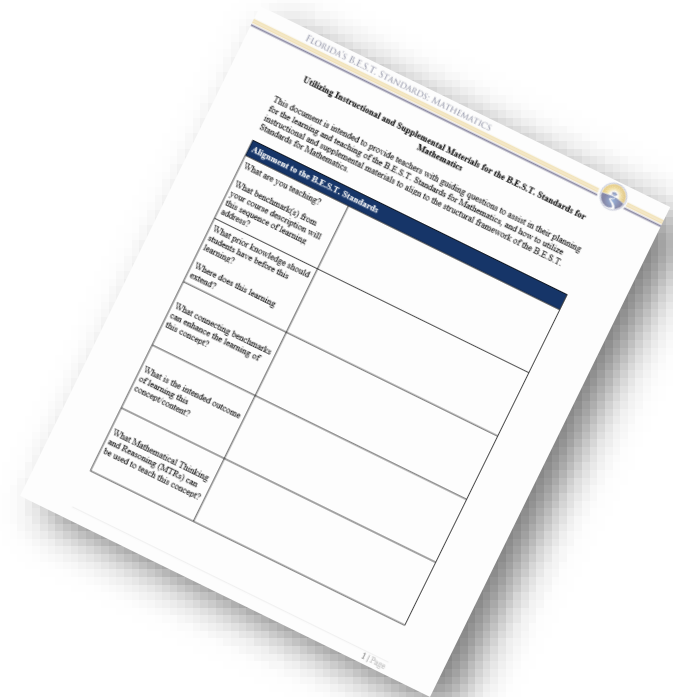 FLORIDA'S B.E.S.T. STANDARDS: MATHEMATICS
Utilizing Instructional and Supplemental Materials for the B.E.S.T. Standards for
Mathematics
This document is intended to provide teachers with guiding questions to assist in their planning
for the learning and teaching of the B.E.S.T. Standards for Mathematics, and how to utilize
instructional and supplemental materials to align to the structural framework of the B.E.S.T.
Standards for Mathematics.
Alignment to the B.E.S.T. Standards
What are you teaching?
What benchmark(s) from
your course description will
this sequence of learning
address?
What prior knowledge should
students have before this
learning?
Where does this learning
extend?
What connecting benchmarks
can enhance the learning of
this concept?
What is the intended outcome
of learning this
concept/content?
What Mathematical Thinking
and Reasoning (MTRs) can
be used to teach this concept?
1 | Page